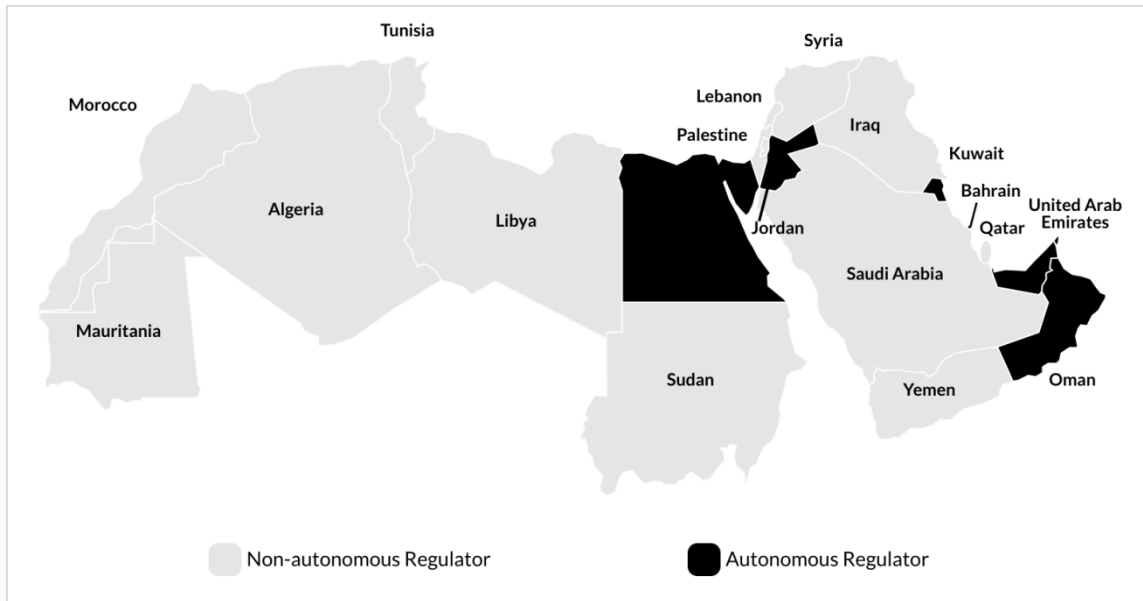 Tunisia
Syria
Morocco
Lebanon
Palestine
Iraq
Kuwait
Bahrain
United Arab
Emirates
Algeria
Libya
Jordan
Qatar
Saudi Arabia
Mauritania
Sudan
Yemen
Oman
Non-autonomous Regulator
Autonomous Regulator